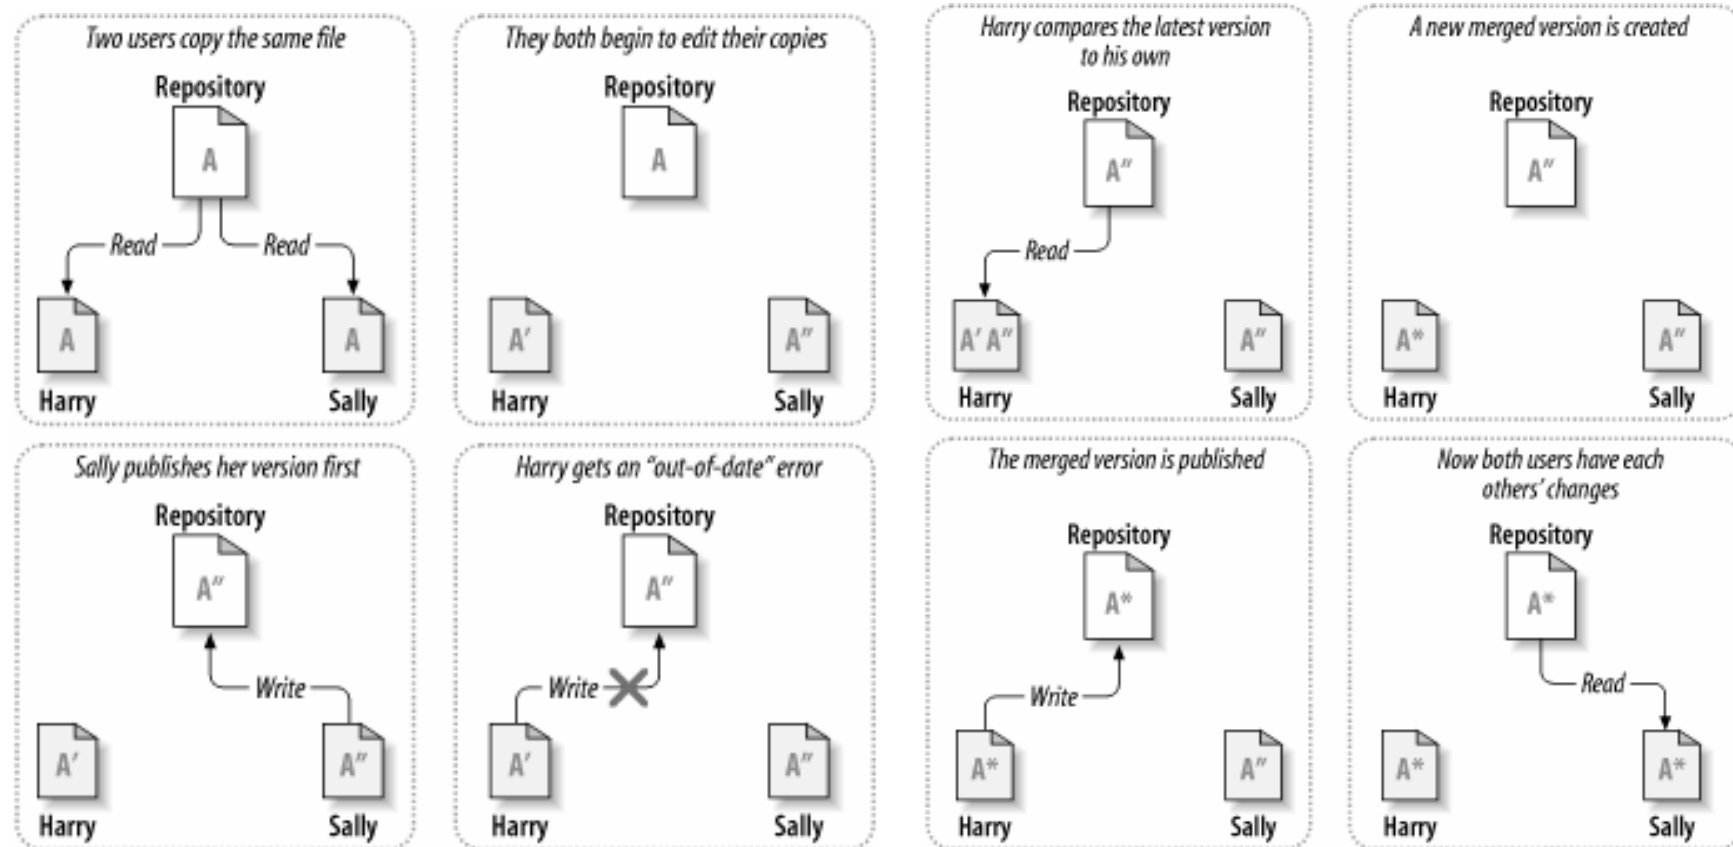 Two users copy the same file
Repository
A
Read
Read
A
A
Harry
Sally
They both begin to edit their copies
Repository
A
A′
A″
Harry
Sally
Sally publishes her version first
Repository
A″
Write
A′
A″
Harry
Sally
Harry gets an “out-of-date” error
Repository
A″
Write
A′
A″
Harry
Sally
Harry compares the latest version
to his own
Repository
A″
Read
A′ A″
A″
Harry
Sally
A new merged version is created
Repository
A″
A*
A″
Harry
Sally
The merged version is published
Repository
A*
Write
A*
A″
Harry
Sally
Now both users have each
others’ changes
Repository
A*
Read
A*
A*
Harry
Sally